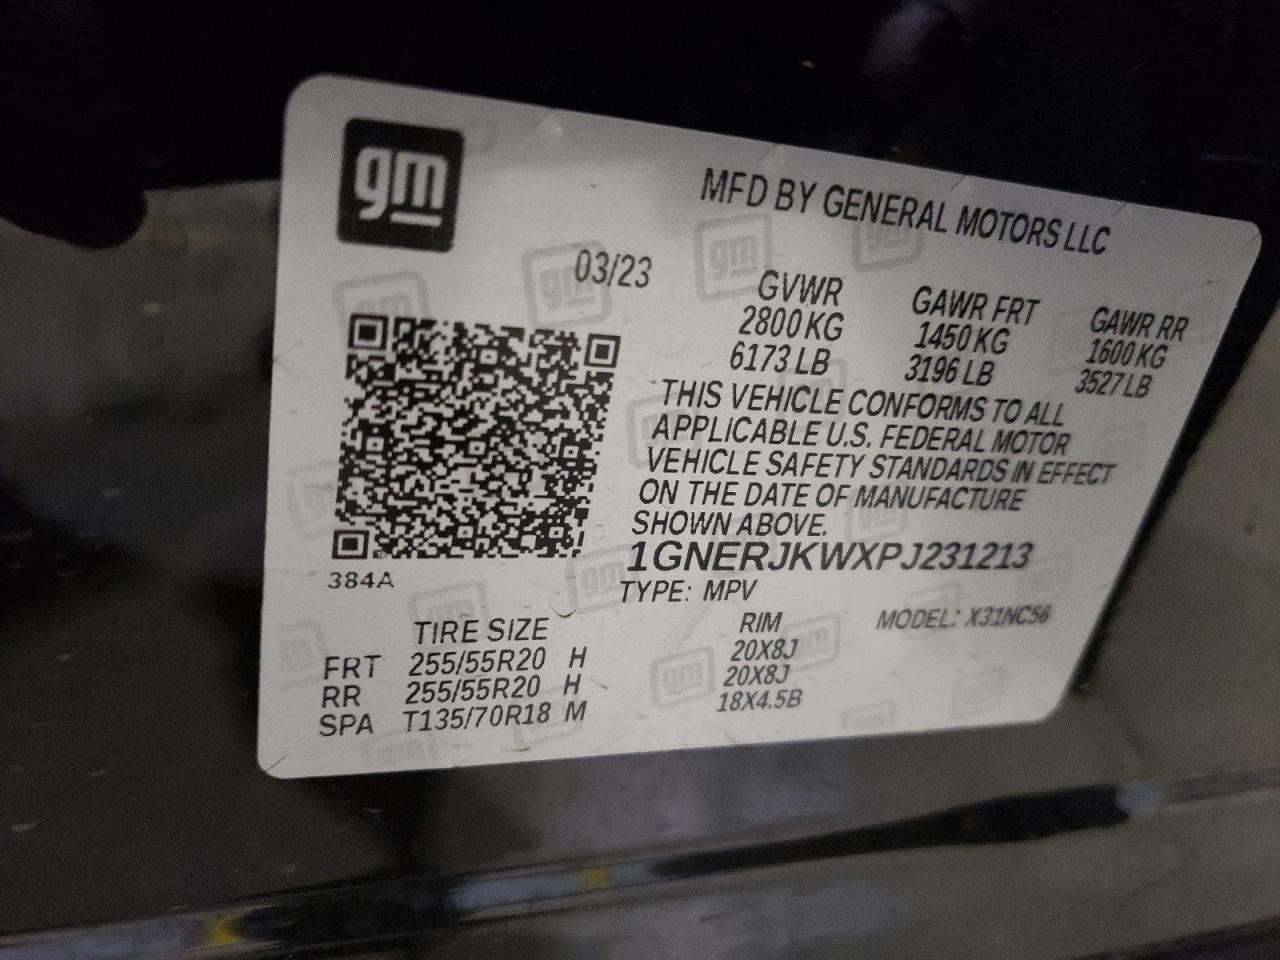 gm
MFD BY GENERAL MOTORS LLC
03/23
GVWR GAWR FRT GAWR RR
2800 KG 1450 KG 1600 KG
6173 LB 3196 LB 3527 LB
THIS VEHICLE CONFORMS TO ALL
APPLICABLE U.S. FEDERAL MOTOR
VEHICLE SAFETY STANDARDS IN EFFECT
ON THE DATE OF MANUFACTURE
SHOWN ABOVE.
1GNERJKWXPJ231213
384A
TYPE: MPV
MODEL: X31NC56
TIRE SIZE RIM
FRT 255/55R20 H 20X8J
RR 255/55R20 H 20X8J
SPA T135/70R18 M 18X4.5B